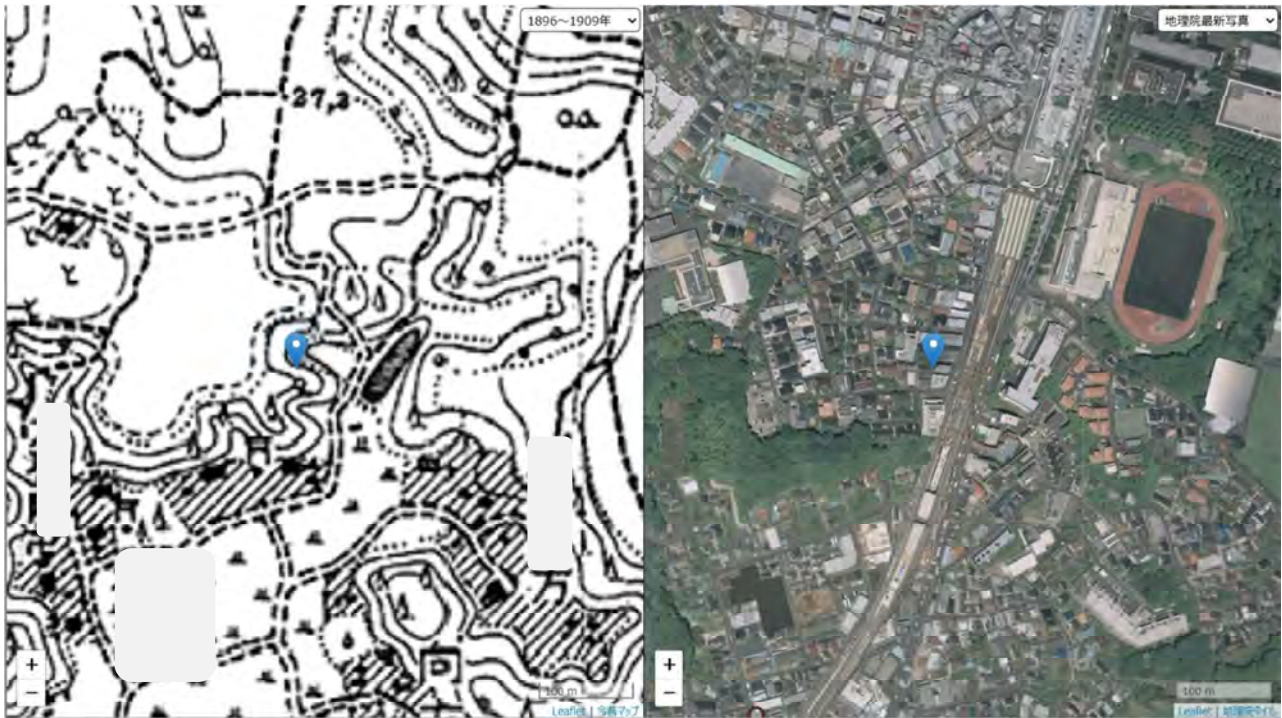 1896～1909年
27,3
+
−
100 m
Leaflet | 今昔マップ
地理院最新写真
+
−
100 m
Leaflet | 地理院タイル